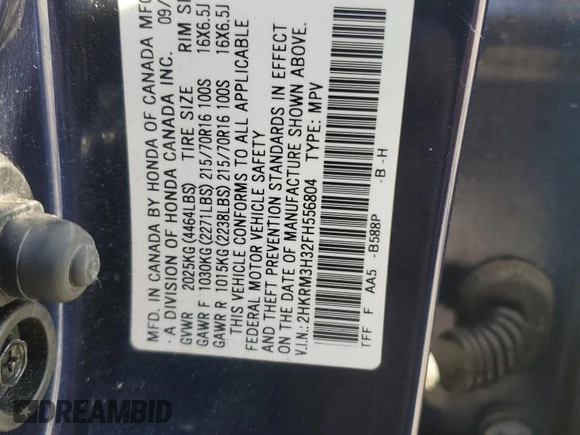 MFD. IN CANADA BY HONDA OF CANADA MFG
- A DIVISION OF HONDA CANADA INC. 09/
GVWR 2025KG (4464LBS) TIRE SIZE RIM SI
GAWR F 1030KG (2271LBS) 215/70R16 100S 16X6.5J
GAWR R 1015KG (2238LBS) 215/70R16 100S 16X6.5J
THIS VEHICLE CONFORMS TO ALL APPLICABLE
FEDERAL MOTOR VEHICLE SAFETY
AND THEFT PREVENTION STANDARDS IN EFFECT
ON THE DATE OF MANUFACTURE SHOWN ABOVE.
V.I.N.: 2HKRM3H32FH556804 TYPE: MPV
TFF F AA5 -B588P -B -H
DREAMBID